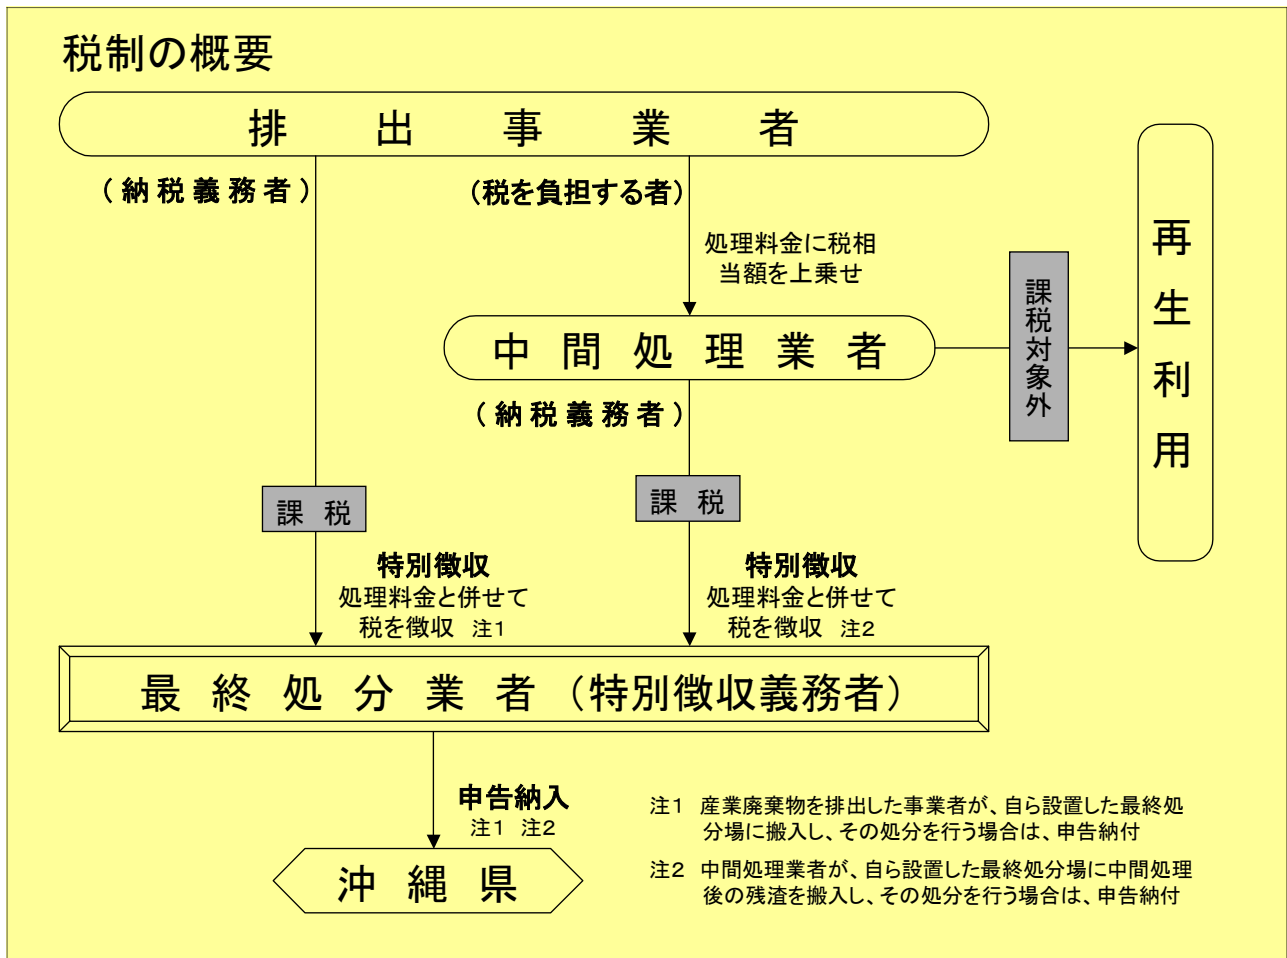 税制の概要
排出事業者
(納税義務者)
(税を負担する者)
処理料金に税相
当額を上乗せ
中間処理業者
課税対象外
再生利用
(納税義務者)
課税
課税
特別徴収
処理料金と併せて
税を徴収 注1
特別徴収
処理料金と併せて
税を徴収 注2
最終処分業者(特別徴収義務者)
申告納入
注1 注2
沖縄県
注1 産業廃棄物を排出した事業者が、自ら設置した最終処
分場に搬入し、その処分を行う場合は、申告納付
注2 中間処理業者が、自ら設置した最終処分場に中間処理
後の残渣を搬入し、その処分を行う場合は、申告納付